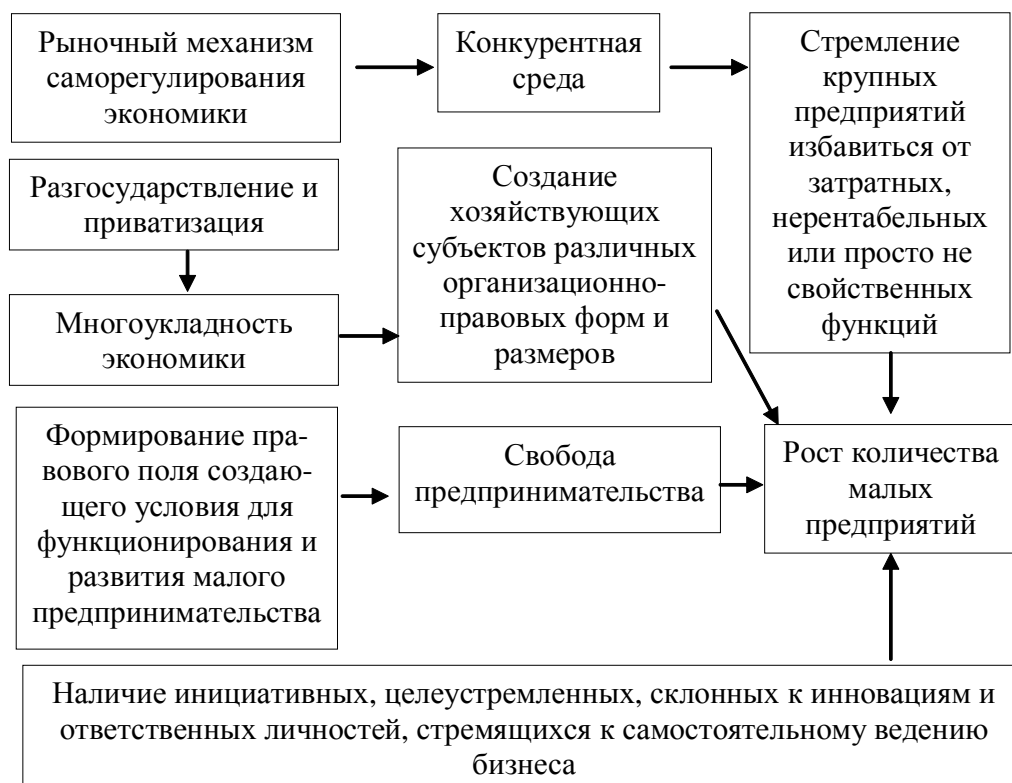 Рыночный механизм
саморегулирования
экономики
Конкурентная
среда
Стремление
крупных
предприятий
избавиться от
затратных,
нерентабельных
или просто не
свойственных
функций
Разгосударствление и
приватизация
Создание
хозяйствующих
субъектов различных
организационно-
правовых форм и
размеров
Многоукладность
экономики
Формирование пра-
вового поля создаю-
щего условия для
функционирования и
развития малого
предпринимательства
Свобода
предпринимательства
Рост количества
малых
предприятий
Наличие инициативных, целеустремленных, склонных к инновациям и
ответственных личностей, стремящихся к самостоятельному ведению
бизнеса